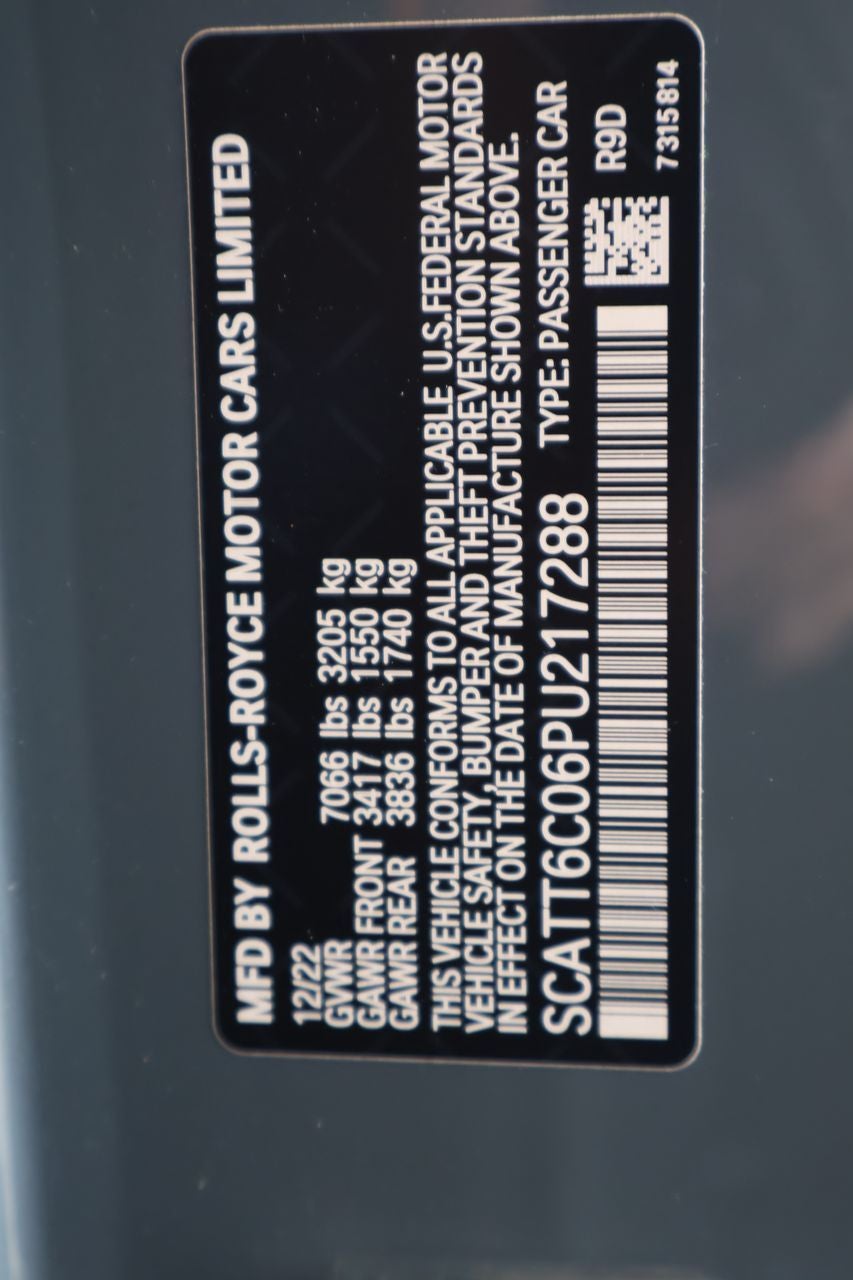 MFD BY ROLLS-ROYCE MOTOR CARS LIMITED
12/22
GVWR 7066 lbs 3205 kg
GAWR FRONT 3417 lbs 1550 kg
GAWR REAR 3836 lbs 1740 kg
THIS VEHICLE CONFORMS TO ALL APPLICABLE U.S.FEDERAL MOTOR
VEHICLE SAFETY, BUMPER AND THEFT PREVENTION STANDARDS
IN EFFECT ON THE DATE OF MANUFACTURE SHOWN ABOVE.
SCATT6C06PU217288 TYPE: PASSENGER CAR
R9D
7315814